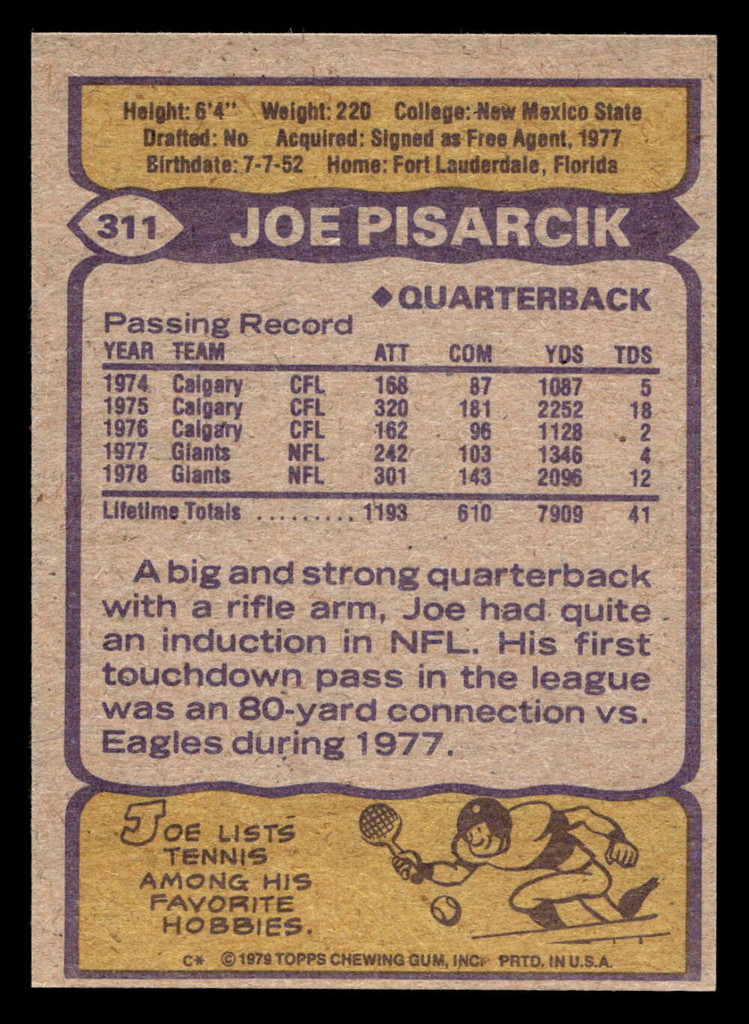 Height: 6'4" Weight: 220 College: New Mexico State
Drafted: No Acquired: Signed as Free Agent, 1977
Birthdate: 7-7-52 Home: Fort Lauderdale, Florida
311 JOE PISARCIK
◆QUARTERBACK
Passing Record
YEAR TEAM ATT COM YDS TDS
1974 Calgary CFL 168 87 1087 5
1975 Calgary CFL 320 181 2252 18
1976 Calgary CFL 162 96 1128 2
1977 Giants NFL 242 103 1346 4
1978 Giants NFL 301 143 2096 12
Lifetime Totals .......... 1193 610 7909 41
A big and strong quarterback
with a rifle arm, Joe had quite
an induction in NFL. His first
touchdown pass in the league
was an 80-yard connection vs.
Eagles during 1977.
JOE LISTS
TENNIS
AMONG HIS
FAVORITE
HOBBIES.
C* © 1979 TOPPS CHEWING GUM, INC. PRTD. IN U.S.A.